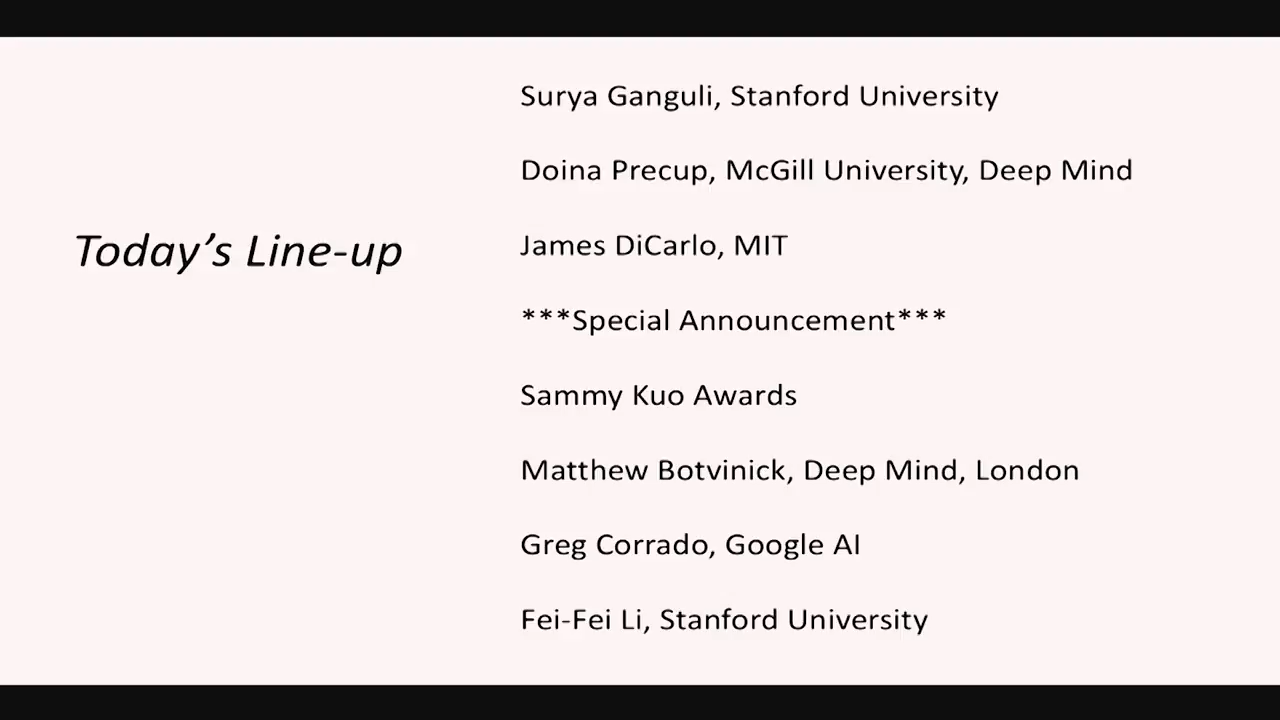 Today's Line-up
Surya Ganguli, Stanford University
Doina Precup, McGill University, Deep Mind
James DiCarlo, MIT
***Special Announcement***
Sammy Kuo Awards
Matthew Botvinick, Deep Mind, London
Greg Corrado, Google AI
Fei-Fei Li, Stanford University